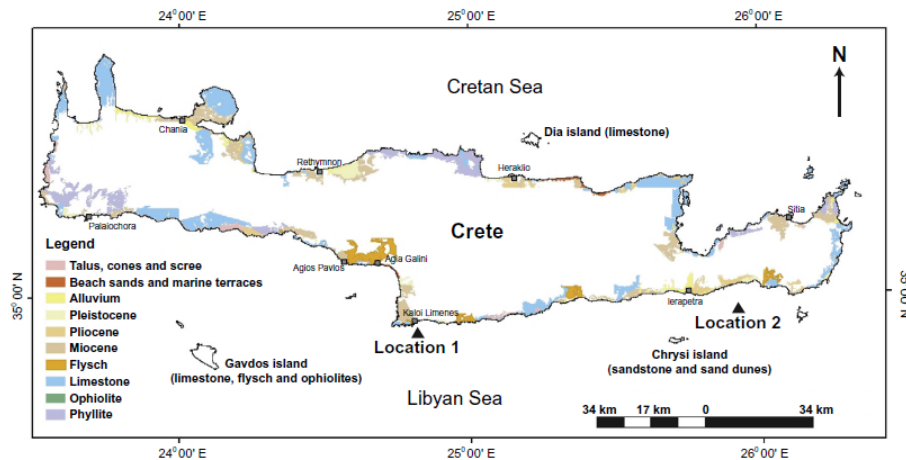 24°00' E
25°00' E
26°00' E
N
Cretan Sea
Chania
Dia island (limestone)
Rethymnon
Heraklio
Crete
Sitia
Palaiochora
Legend
Talus, cones and scree
Beach sands and marine terraces
Alluvium
Pleistocene
Pliocene
Miocene
Flysch
Limestone
Ophiolite
Phyllite
Agios Pavlos
Agia Galini
35°00' N
35°00' N
Ierapetra
Kaloi Limenes
Location 1
Location 2
Gavdos island
(limestone, flysch and ophiolites)
Chrysi island
(sandstone and sand dunes)
Libyan Sea
34 km
17 km
0
34 km
24°00' E
25°00' E
26°00' E